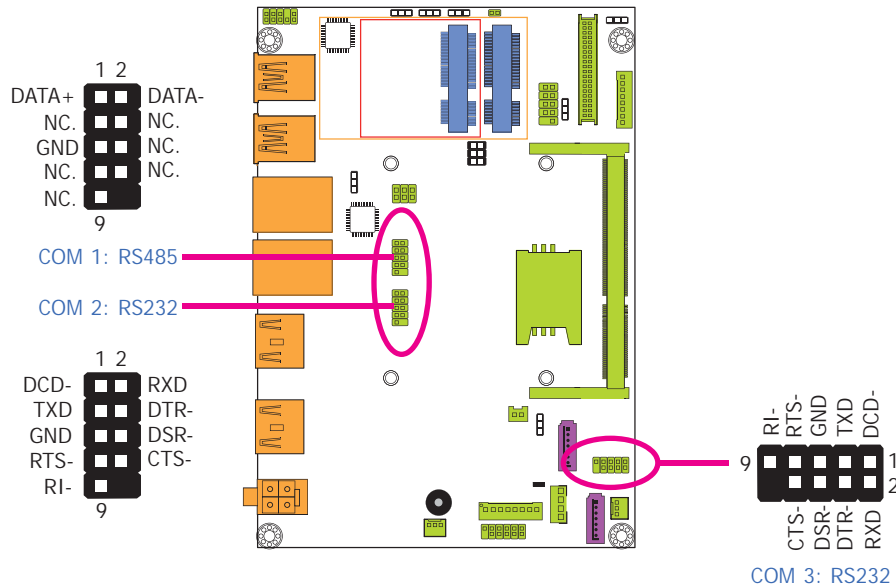 1 2
DATA+ DATA-
NC. NC.
GND NC.
NC. NC.
NC.
9
COM 1: RS485
COM 2: RS232
1 2
DCD- RXD
TXD DTR-
GND DSR-
RTS- CTS-
RI-
9
RI- RTS- GND TXD DCD-
9 1
2
CTS- DSR- DTR- RXD
COM 3: RS232